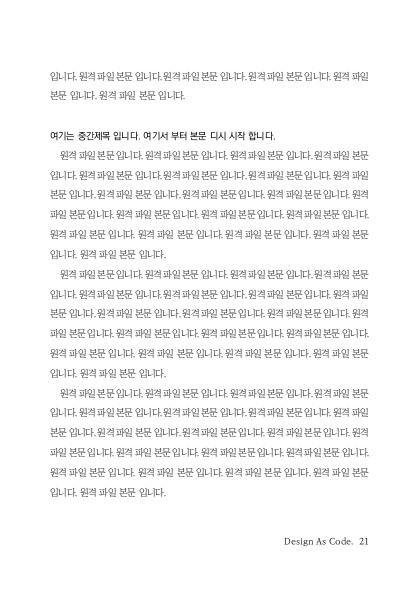 입니다. 원격 파일 본문 입니다. 원격 파일 본문 입니다. 원격 파일 본문 입니다. 원격 파일
본문 입니다. 원격 파일 본문 입니다.
여기는 중간제목 입니다. 여기서 부터 본문 디시 시작 합니다.
원격 파일 본문 입니다. 원격 파일 본문 입니다. 원격 파일 본문 입니다. 원격 파일 본문
입니다. 원격 파일 본문 입니다. 원격 파일 본문 입니다. 원격 파일 본문 입니다. 원격 파일
본문 입니다. 원격 파일 본문 입니다. 원격 파일 본문 입니다. 원격 파일 본문 입니다. 원격
파일 본문 입니다. 원격 파일 본문 입니다. 원격 파일 본문 입니다. 원격 파일 본문 입니다.
원격 파일 본문 입니다. 원격 파일 본문 입니다. 원격 파일 본문 입니다. 원격 파일 본문
입니다. 원격 파일 본문 입니다.
원격 파일 본문 입니다. 원격 파일 본문 입니다. 원격 파일 본문 입니다. 원격 파일 본문
입니다. 원격 파일 본문 입니다. 원격 파일 본문 입니다. 원격 파일 본문 입니다. 원격 파일
본문 입니다. 원격 파일 본문 입니다. 원격 파일 본문 입니다. 원격 파일 본문 입니다. 원격
파일 본문 입니다. 원격 파일 본문 입니다. 원격 파일 본문 입니다. 원격 파일 본문 입니다.
원격 파일 본문 입니다. 원격 파일 본문 입니다. 원격 파일 본문 입니다. 원격 파일 본문
입니다. 원격 파일 본문 입니다.
원격 파일 본문 입니다. 원격 파일 본문 입니다. 원격 파일 본문 입니다. 원격 파일 본문
입니다. 원격 파일 본문 입니다. 원격 파일 본문 입니다. 원격 파일 본문 입니다. 원격 파일
본문 입니다. 원격 파일 본문 입니다. 원격 파일 본문 입니다. 원격 파일 본문 입니다. 원격
파일 본문 입니다. 원격 파일 본문 입니다. 원격 파일 본문 입니다. 원격 파일 본문 입니다.
원격 파일 본문 입니다. 원격 파일 본문 입니다. 원격 파일 본문 입니다. 원격 파일 본문
입니다. 원격 파일 본문 입니다.
Design As Code. 21